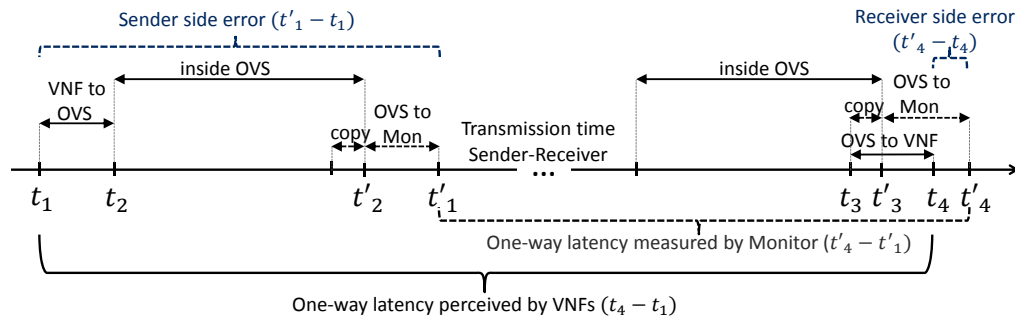 Sender side error (t'₁ − t₁)
Receiver side error
(t'₄ − t₄)
inside OVS
inside OVS
VNF to
OVS
OVS to
Mon
copy
Transmission time
Sender-Receiver
...
OVS to
Mon
copy
OVS to VNF
t₁ t₂ t'₂ t'₁ t₃ t'₃ t₄ t'₄
One-way latency measured by Monitor (t'₄ − t'₁)
One-way latency perceived by VNFs (t₄ − t₁)